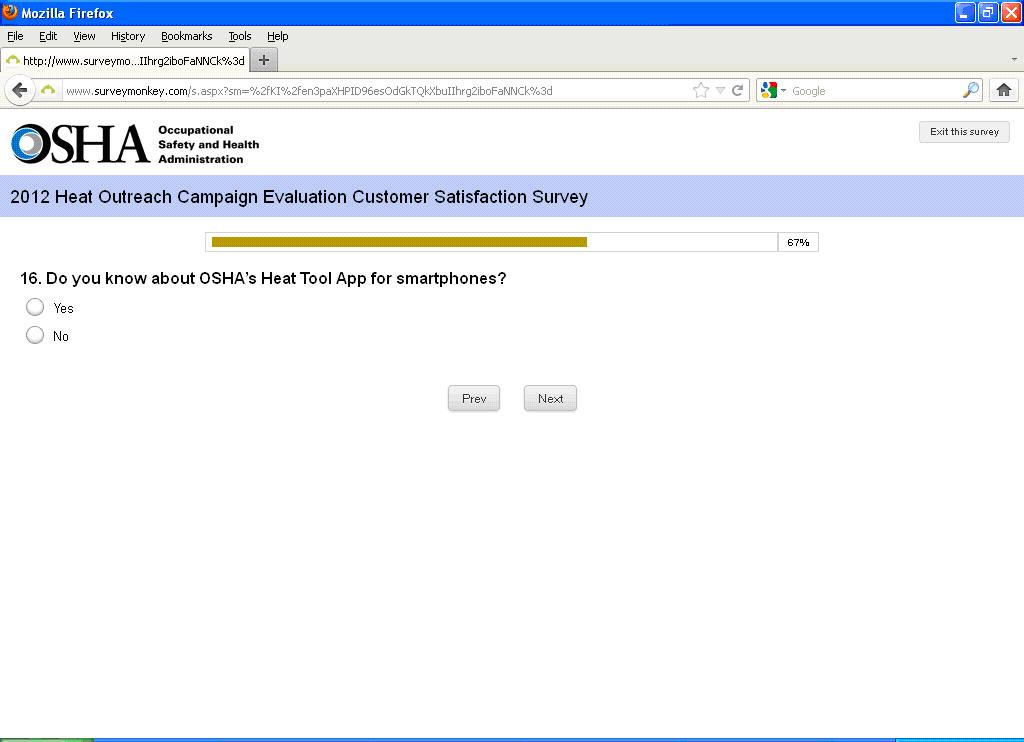 Mozilla Firefox
File Edit View History Bookmarks Tools Help
http://www.surveymo...IIhrg2iboFaNNCk%3d
www.surveymonkey.com/s.aspx?sm=%2fKI%2fen3paXHPID96esOdGkTQkXbuIIhrg2iboFaNNCk%3d
Google
OSHA
Occupational
Safety and Health
Administration
Exit this survey
2012 Heat Outreach Campaign Evaluation Customer Satisfaction Survey
67%
16. Do you know about OSHA's Heat Tool App for smartphones?
Yes
No
Prev Next